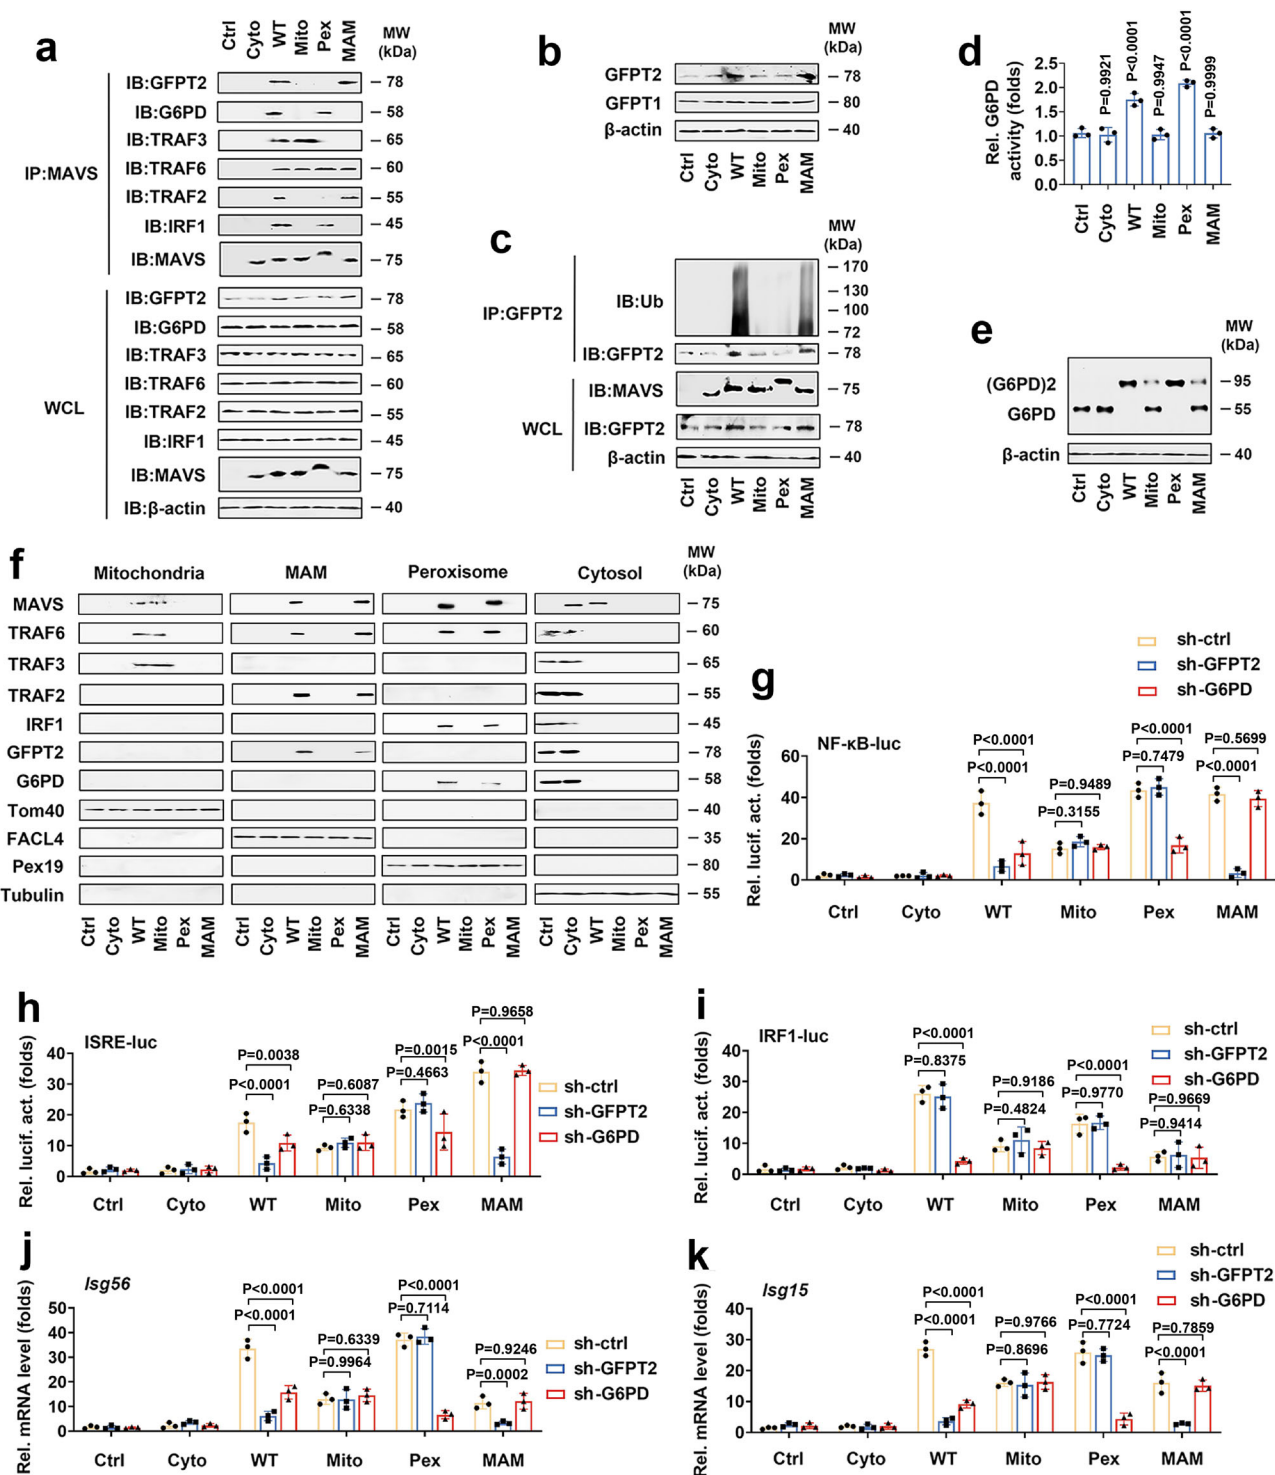 a
Ctrl Cyto WT Mito Pex MAM
MW
(kDa)
IP:MAVS
IB:GFPT2 – 78
IB:G6PD – 58
IB:TRAF3 – 65
IB:TRAF6 – 60
IB:TRAF2 – 55
IB:IRF1 – 45
IB:MAVS – 75
WCL
IB:GFPT2 – 78
IB:G6PD – 58
IB:TRAF3 – 65
IB:TRAF6 – 60
IB:TRAF2 – 55
IB:IRF1 – 45
IB:MAVS – 75
IB:β-actin – 40
b
MW
(kDa)
GFPT2 – 78
GFPT1 – 80
β-actin – 40
Ctrl Cyto WT Mito Pex MAM
c
MW
(kDa)
IP:GFPT2
IB:Ub
– 170
– 130
– 100
– 72
IB:GFPT2 – 78
WCL
IB:MAVS – 75
IB:GFPT2 – 78
β-actin – 40
Ctrl Cyto WT Mito Pex MAM
d
P=0.9921 P<0.0001 P=0.9947 P<0.0001 P=0.9999
Rel. G6PD
activity (folds)
2.5
2.0
1.5
1.0
0.5
0.0
Ctrl Cyto WT Mito Pex MAM
e
MW
(kDa)
(G6PD)2 –95
G6PD –55
β-actin – 40
Ctrl Cyto WT Mito Pex MAM
f
Mitochondria MAM Peroxisome Cytosol
MW
(kDa)
MAVS – 75
TRAF6 – 60
TRAF3 – 65
TRAF2 – 55
IRF1 – 45
GFPT2 – 78
G6PD – 58
Tom40 – 40
FACL4 – 35
Pex19 – 80
Tubulin – 55
Ctrl Cyto WT Mito Pex MAM Ctrl Cyto WT Mito Pex MAM Ctrl Cyto WT Mito Pex MAM Ctrl Cyto WT Mito Pex MAM
g
sh-ctrl
sh-GFPT2
sh-G6PD
NF-κB-luc
Rel. lucif. act. (folds)
60
40
20
0
P<0.0001
P<0.0001
P=0.9489
P=0.3155
P<0.0001
P=0.7479
P=0.5699
P<0.0001
Ctrl Cyto WT Mito Pex MAM
h
ISRE-luc
Rel. lucif. act. (folds)
40
30
20
10
0
P=0.0038
P<0.0001
P=0.6087
P=0.6338
P=0.0015
P=0.4663
P=0.9658
P<0.0001
sh-ctrl
sh-GFPT2
sh-G6PD
Ctrl Cyto WT Mito Pex MAM
i
IRF1-luc
Rel. lucif. act. (folds)
40
30
20
10
0
P<0.0001
P=0.8375
P=0.9186
P=0.4824
P<0.0001
P=0.9770
P=0.9669
P=0.9414
sh-ctrl
sh-GFPT2
sh-G6PD
Ctrl Cyto WT Mito Pex MAM
j
Isg56
Rel. mRNA level (folds)
50
40
30
20
10
0
P<0.0001
P<0.0001
P=0.6339
P=0.9964
P<0.0001
P=0.7114
P=0.9246
P=0.0002
sh-ctrl
sh-GFPT2
sh-G6PD
Ctrl Cyto WT Mito Pex MAM
k
Isg15
Rel. mRNA level (folds)
40
30
20
10
0
P<0.0001
P<0.0001
P=0.9766
P=0.8696
P<0.0001
P=0.7724
P=0.7859
P<0.0001
sh-ctrl
sh-GFPT2
sh-G6PD
Ctrl Cyto WT Mito Pex MAM